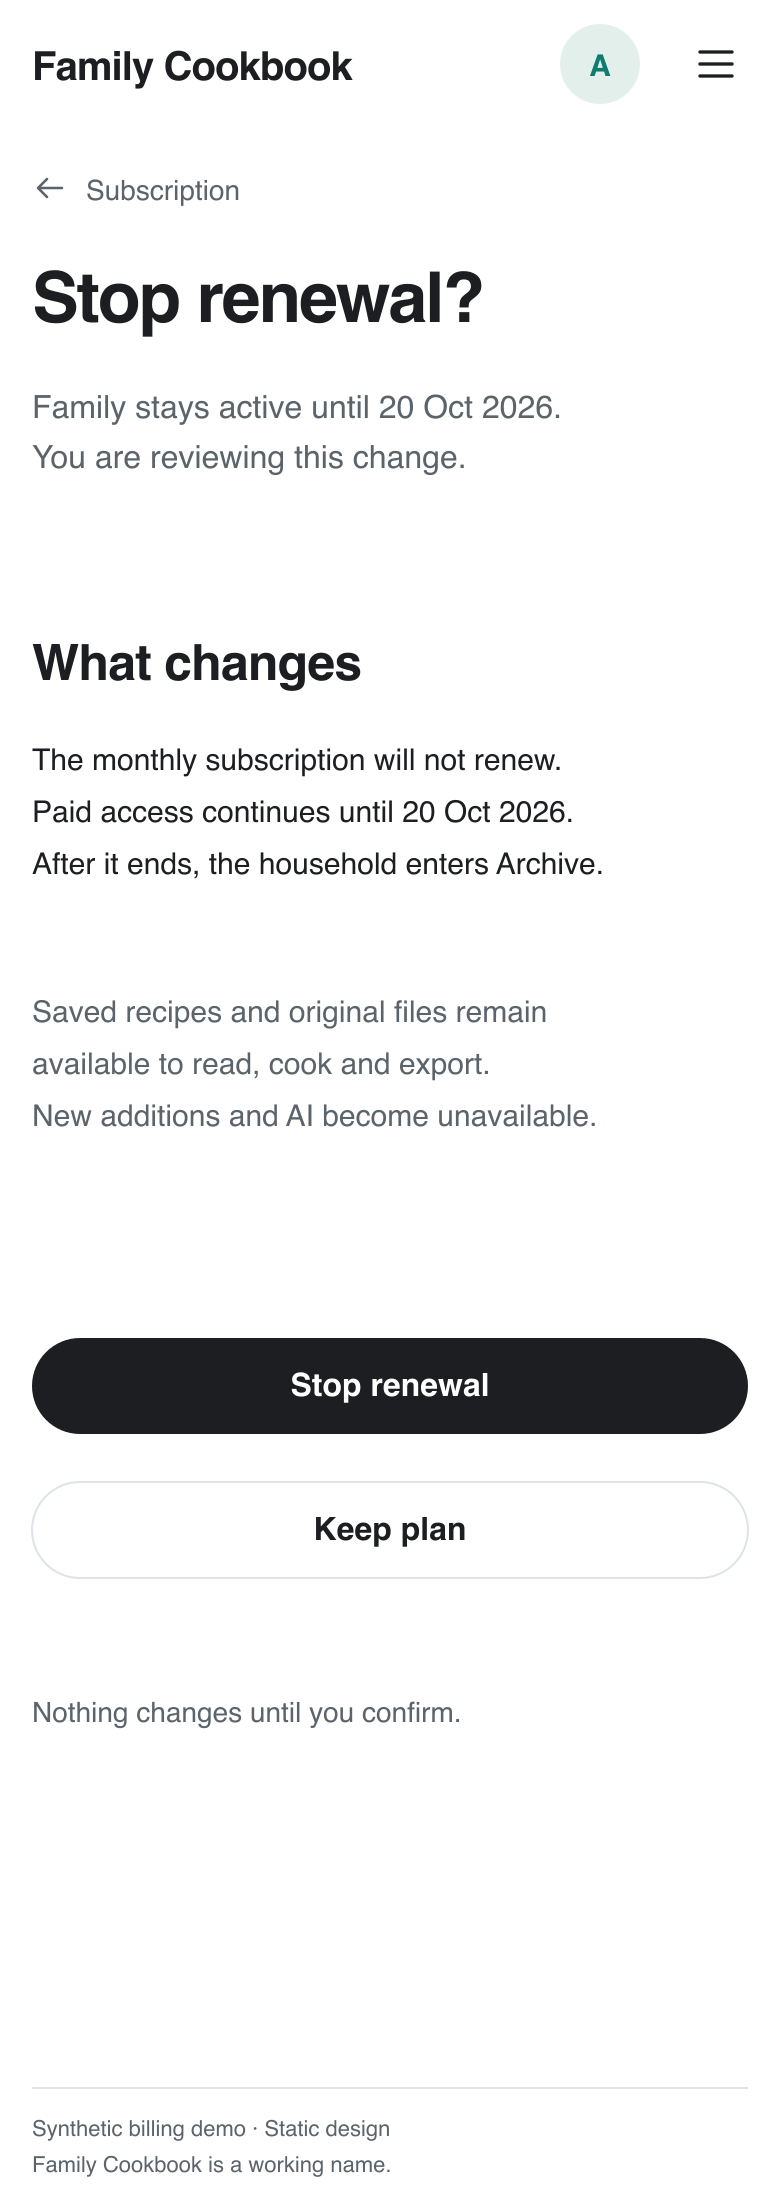 Family Cookbook
A
Subscription
Stop renewal?
Family stays active until 20 Oct 2026.
You are reviewing this change.
What changes
The monthly subscription will not renew.
Paid access continues until 20 Oct 2026.
After it ends, the household enters Archive.
Saved recipes and original files remain
available to read, cook and export.
New additions and AI become unavailable.
Stop renewal
Keep plan
Nothing changes until you confirm.
Synthetic billing demo · Static design
Family Cookbook is a working name.